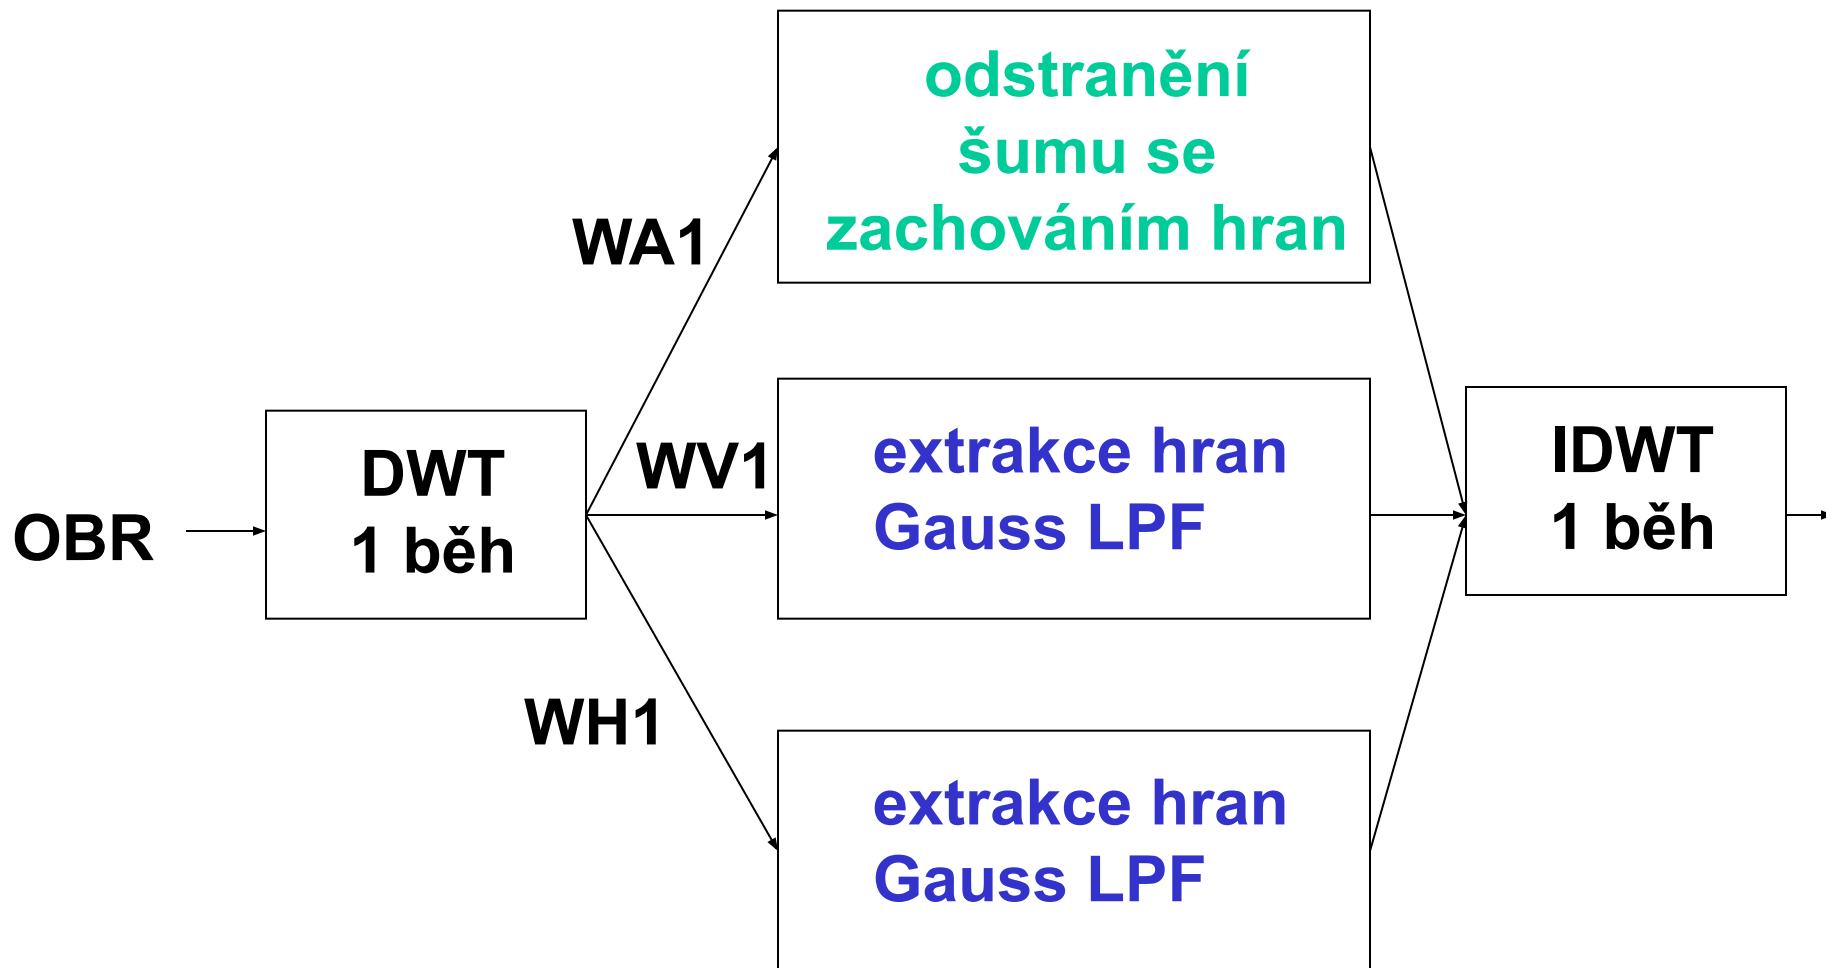 OBR
DWT
1 běh
WA1
WV1
WH1
odstranění
šumu se
zachováním hran
extrakce hran
Gauss LPF
extrakce hran
Gauss LPF
IDWT
1 běh